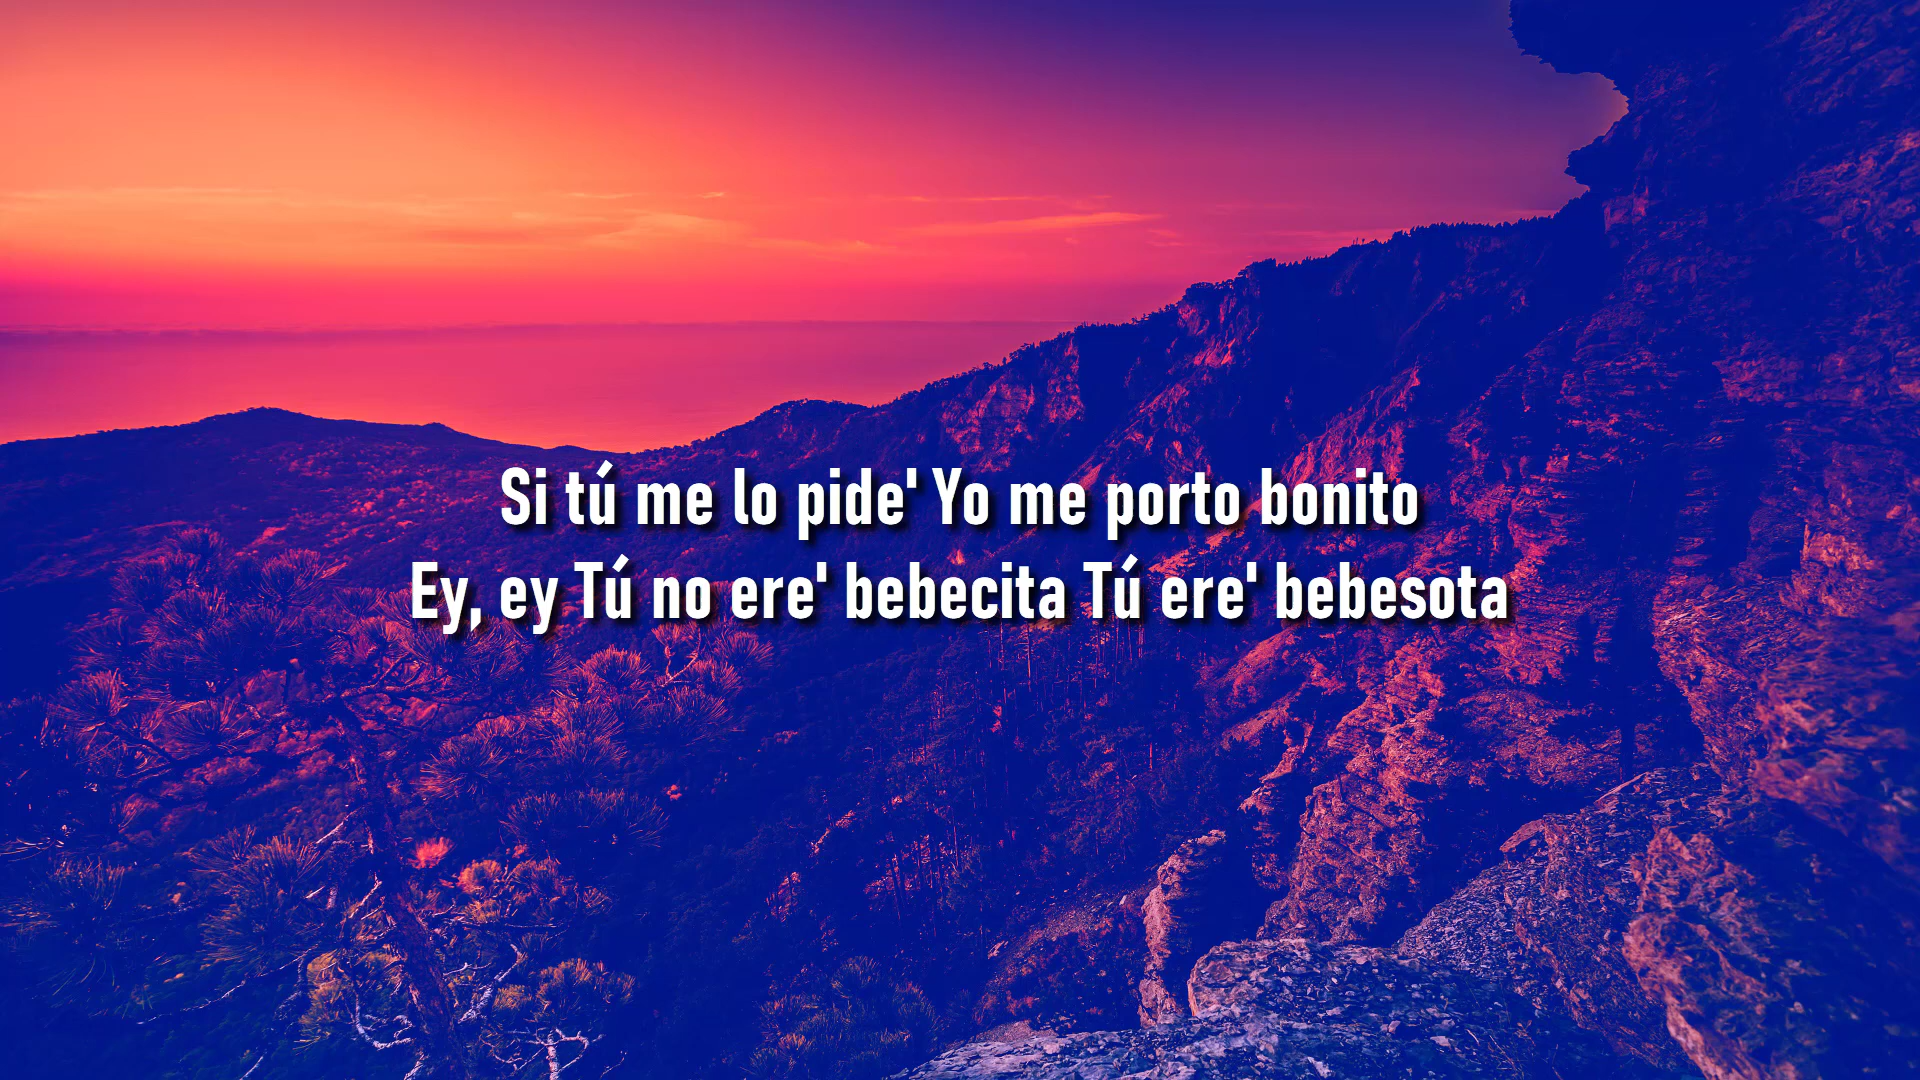 Si tú me lo pide' Yo me porto bonito
Ey, ey Tú no ere' bebecita Tú ere' bebesota